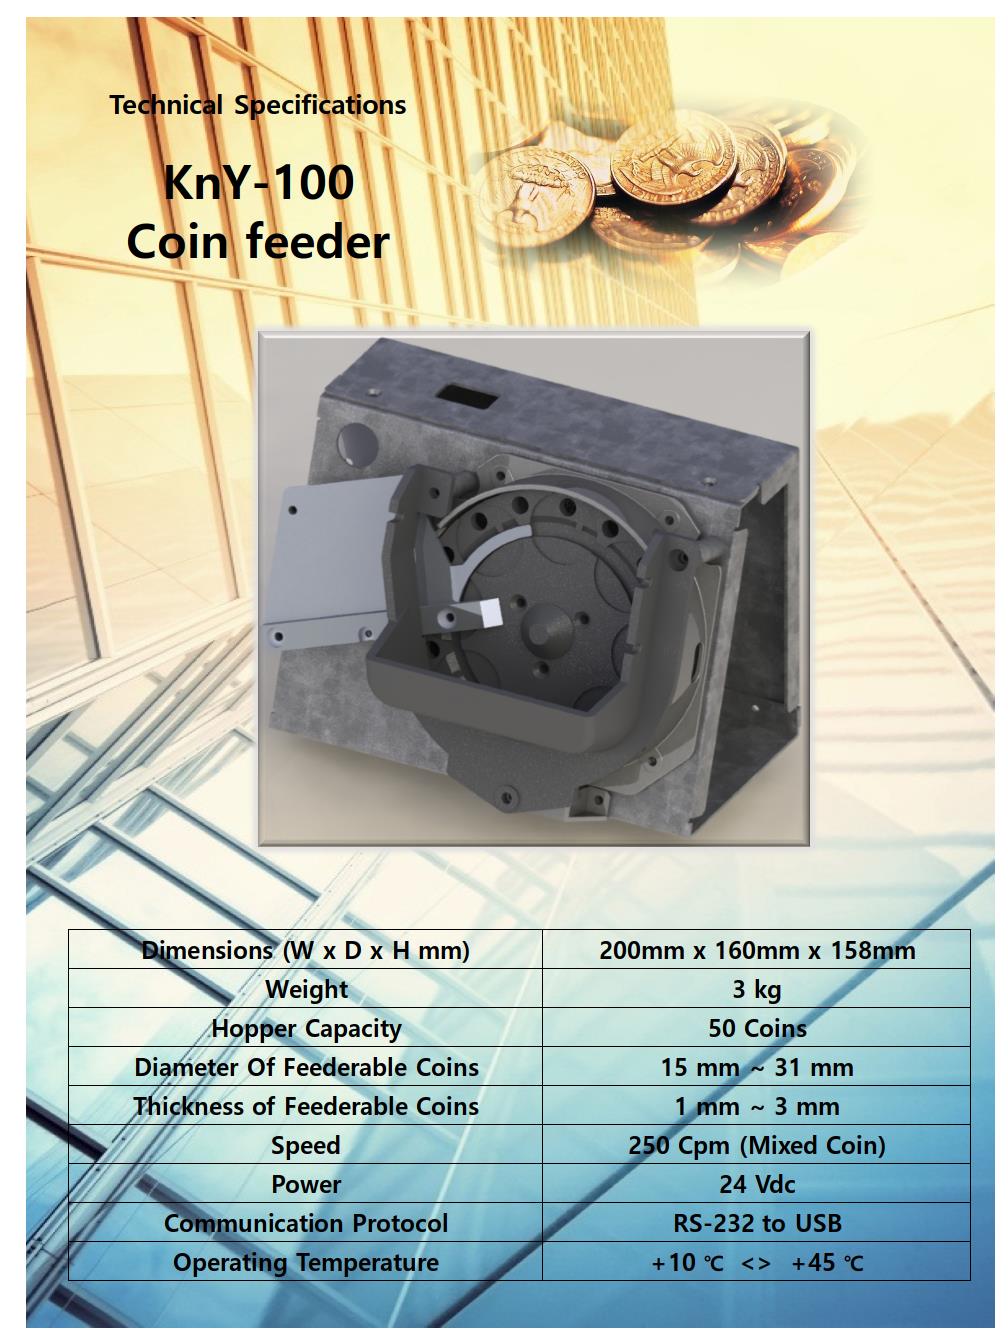 Technical Specifications
KnY-100
Coin feeder
Dimensions (W x D x H mm) 200mm x 160mm x 158mm
Weight 3 kg
Hopper Capacity 50 Coins
Diameter Of Feederable Coins 15 mm ~ 31 mm
Thickness of Feederable Coins 1 mm ~ 3 mm
Speed 250 Cpm (Mixed Coin)
Power 24 Vdc
Communication Protocol RS-232 to USB
Operating Temperature +10 ℃ <> +45 ℃